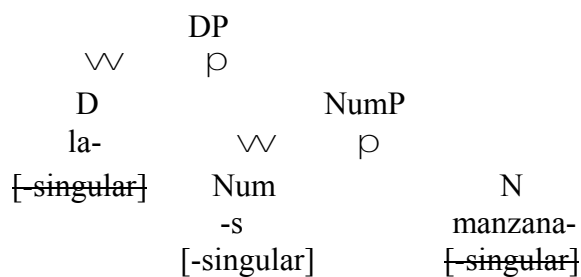 DP
w p
D NumP
la- w p
[-singular] Num N
-s manzana-
[-singular] [-singular]